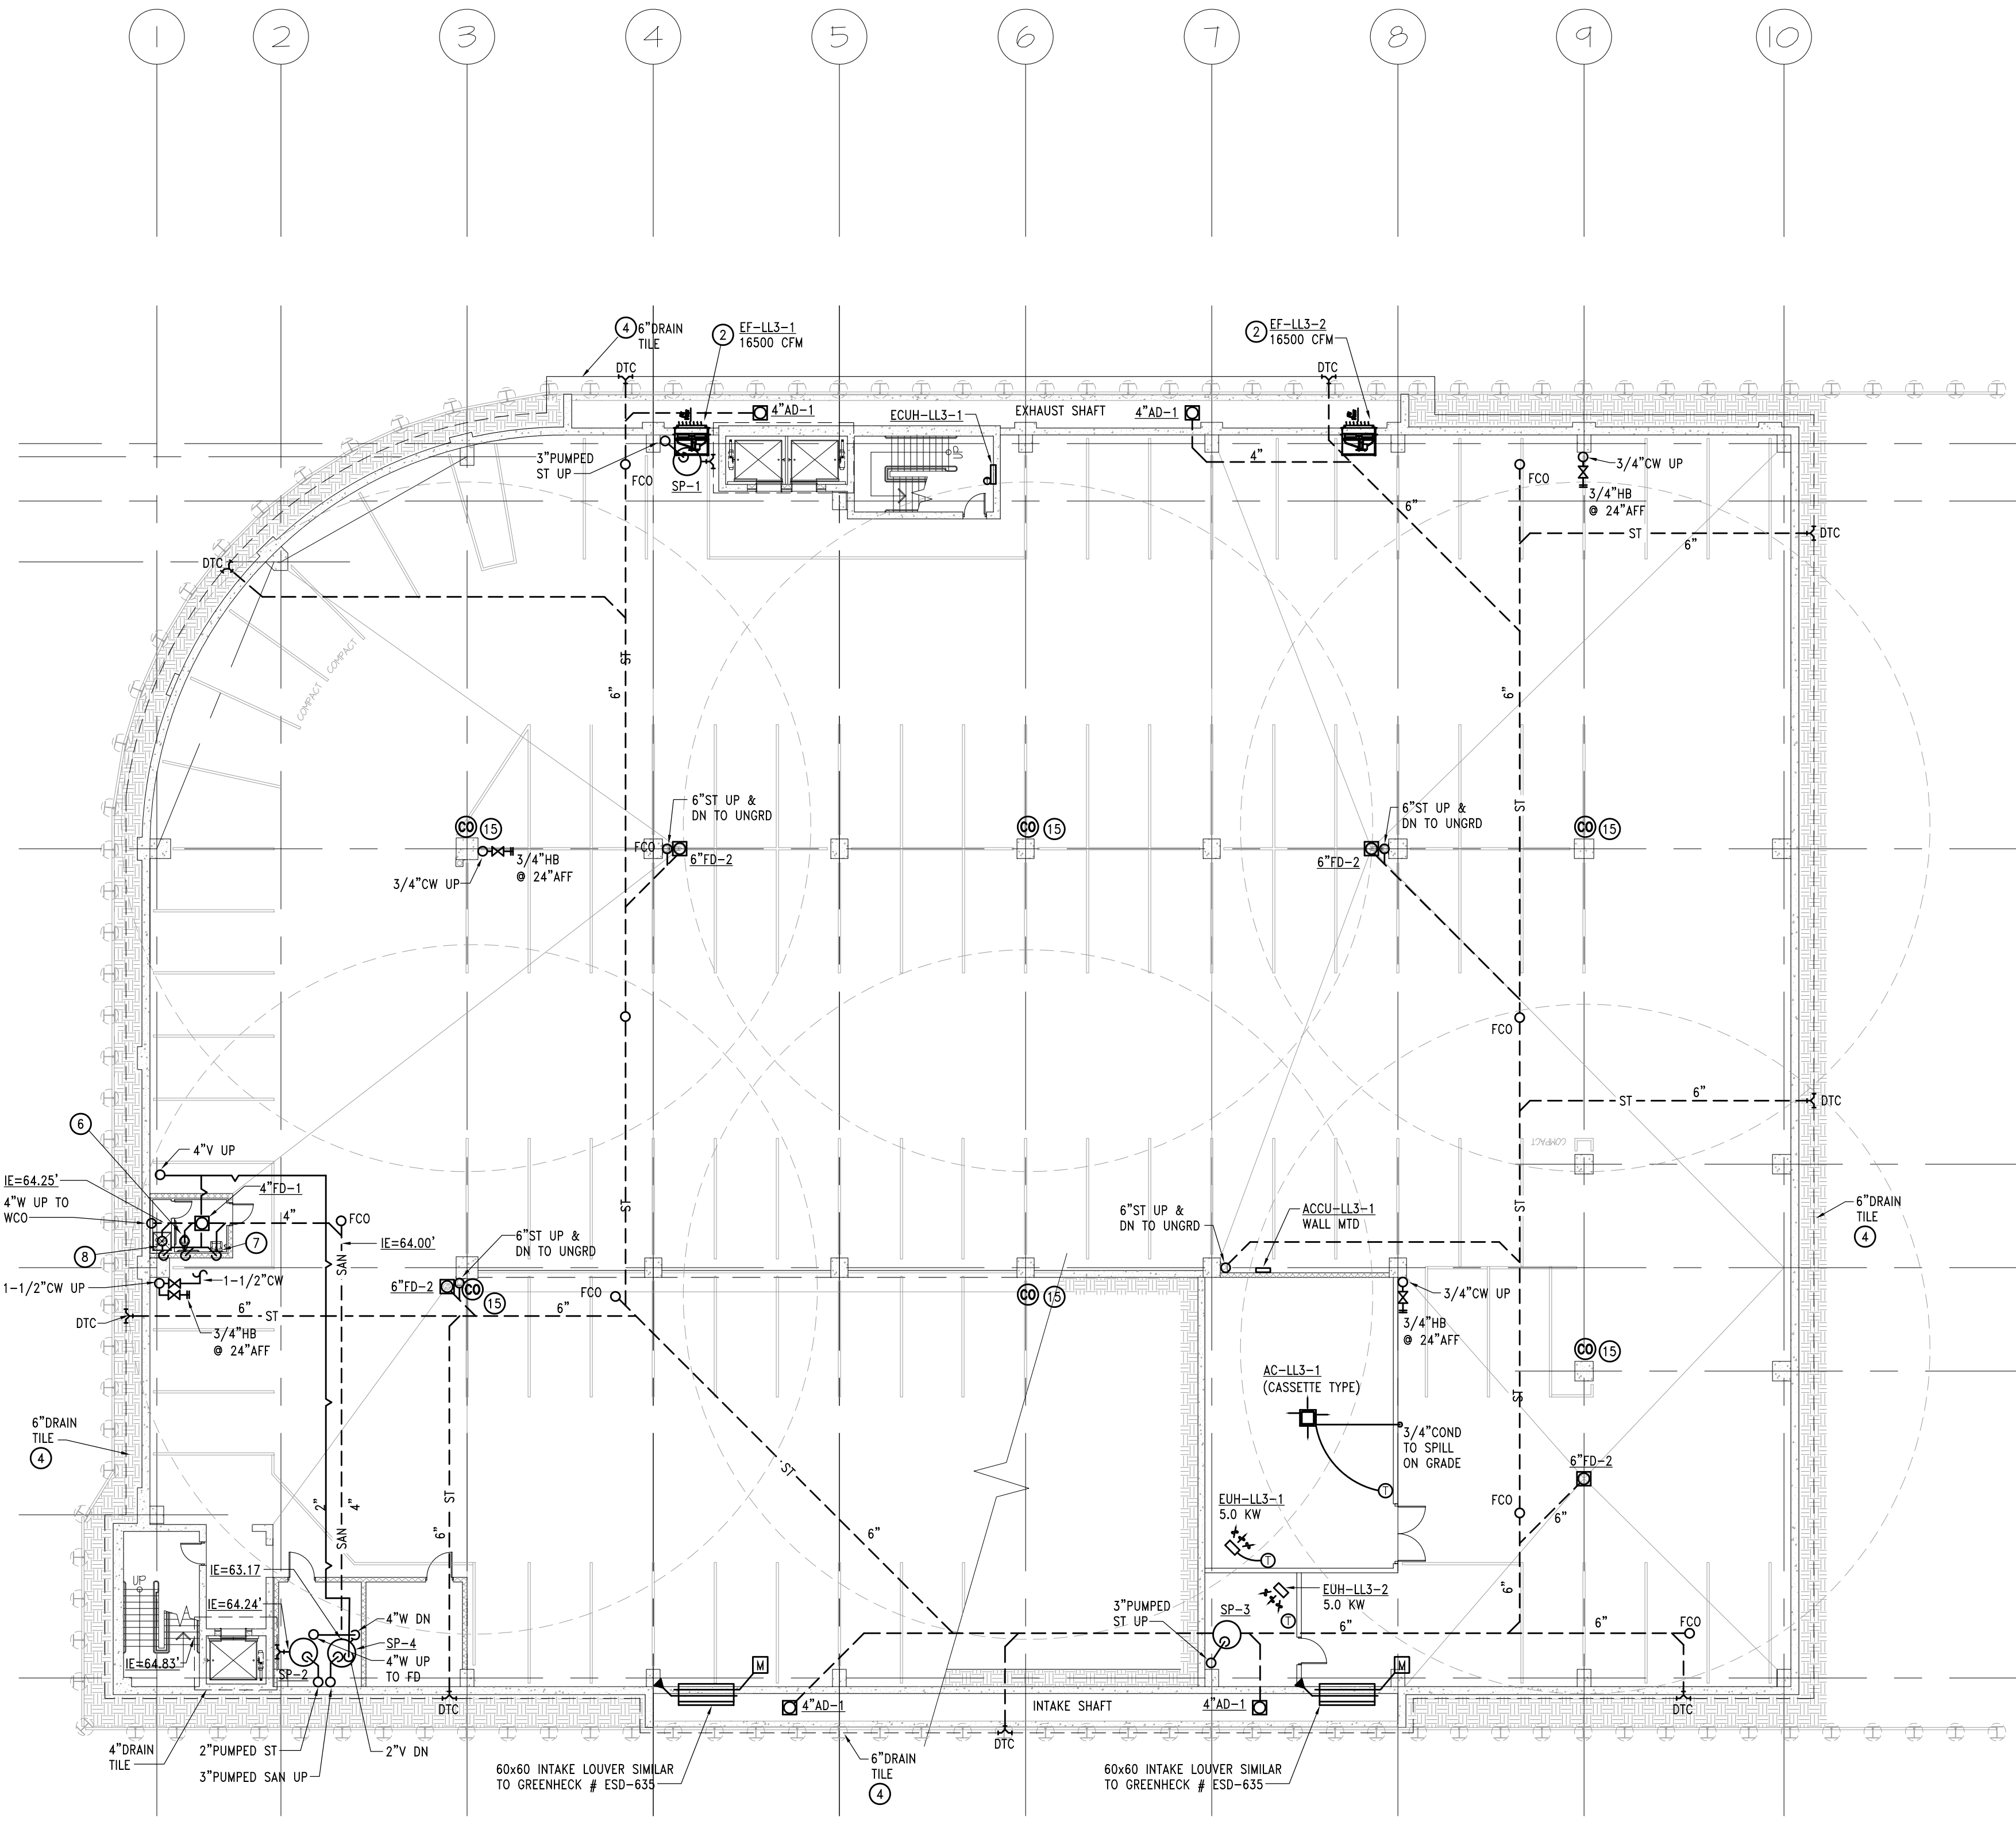 1 2 3 4 5 6 7 8 9 10
4 6"DRAIN
TILE
2 EF-LL3-1
16500 CFM
2 EF-LL3-2
16500 CFM
DTC
DTC
4"AD-1
ECUH-LL3-1
EXHAUST SHAFT
4"AD-1
3"PUMPED
ST UP
FCO
SP-1
DN
4"
FCO
3/4"CW UP
3/4"HB
@ 24"AFF
6"
ST
6"
DTC
DTC
COMPACT
COMPACT
ST
6"
6"
ST
6"ST UP &
DN TO UNGRD
6"ST UP &
DN TO UNGRD
CO 15
CO 15
CO 15
FCO
6"FD-2
6"FD-2
3/4"HB
@ 24"AFF
3/4"CW UP
FCO
6"
ST
DTC
6
COMPACT
4"V UP
IE=64.25'
4"FD-1
4"W UP TO
WCO
4"
FCO
8
7
IE=64.00'
SAN
ST
ST
6"ST UP &
DN TO UNGRD
6"ST UP &
DN TO UNGRD
ACCU-LL3-1
WALL MTD
6"DRAIN
TILE
4
1-1/2"CW UP
1-1/2"CW
6"FD-2
CO 15
FCO
CO 15
3/4"CW UP
DTC
6"
ST
6"
3/4"HB
@ 24"AFF
3/4"HB
@ 24"AFF
CO 15
AC-LL3-1
(CASSETTE TYPE)
ST
6"DRAIN
TILE
4
3/4"COND
TO SPILL
ON GRADE
6"FD-2
ST
T
2"
4"
ST
EUH-LL3-1
5.0 KW
FCO
6"
SAN
6"
6"
T
UP
IE=63.17
IE=64.24'
EUH-LL3-2
5.0 KW
6"
3"PUMPED
ST UP
SP-3
T
6"
6"
FCO
4"W DN
SP-4
4"W UP
TO FD
IE=64.83'
SP-2
M
M
DTC
4"AD-1
INTAKE SHAFT
4"AD-1
DTC
DTC
4"DRAIN
TILE
2"PUMPED ST
3"PUMPED SAN UP
2"V DN
60x60 INTAKE LOUVER SIMILAR
TO GREENHECK # ESD-635
6"DRAIN
TILE
4
60x60 INTAKE LOUVER SIMILAR
TO GREENHECK # ESD-635